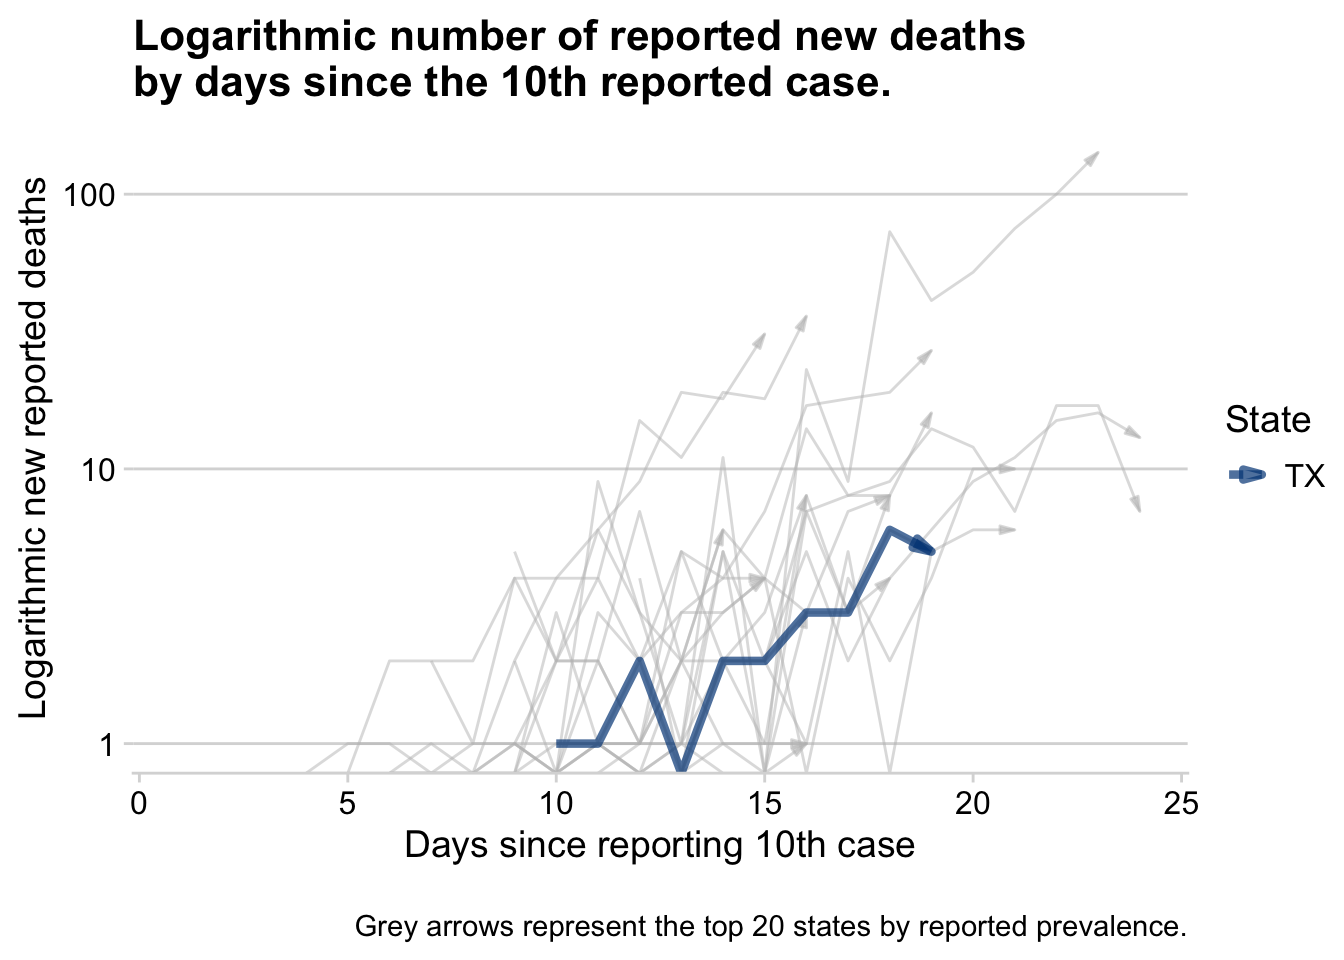 Logarithmic number of reported new deaths
by days since the 10th reported case.
Logarithmic new reported deaths
100
10
1
0 5 10 15 20 25
Days since reporting 10th case
State
TX
Grey arrows represent the top 20 states by reported prevalence.